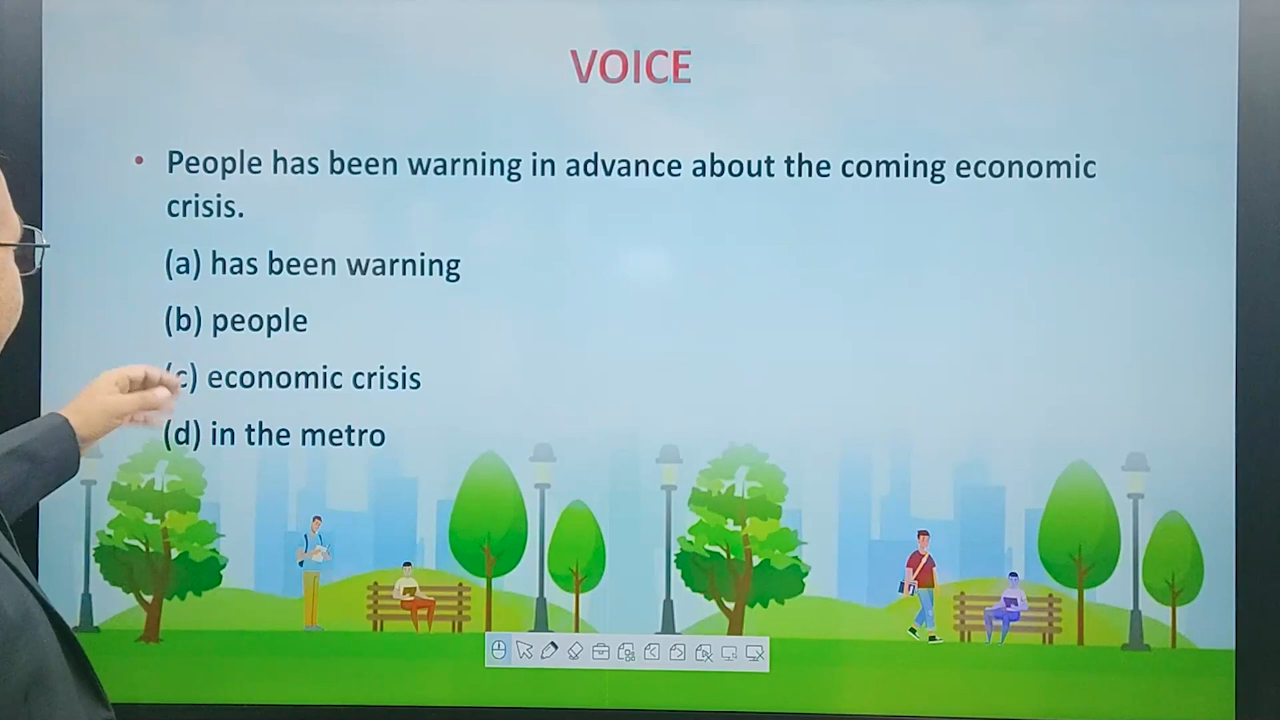 VOICE
• People has been warning in advance about the coming economic
crisis.
(a) has been warning
(b) people
(c) economic crisis
(d) in the metro